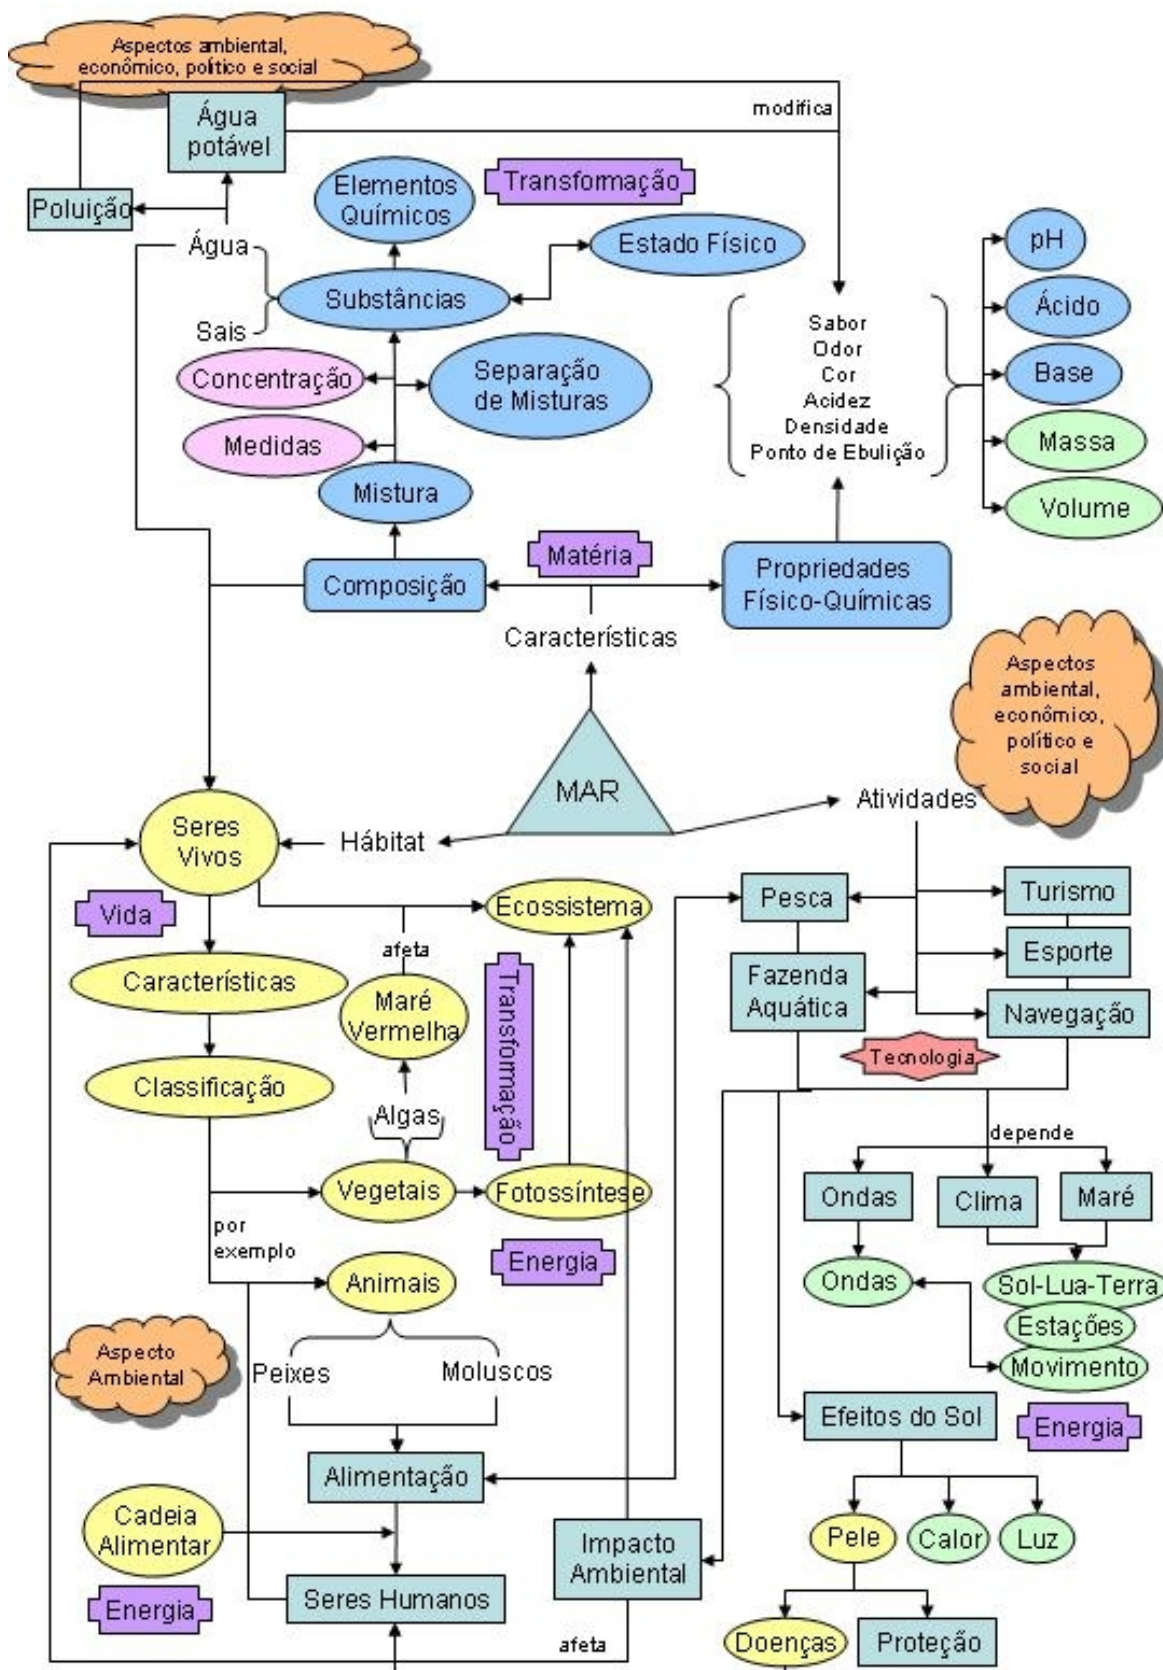 Aspectos ambiental,
econômico, político e social
Água
potável
modifica
Poluição
Elementos
Químicos
Transformação
Estado Físico
pH
Água
Substâncias
Ácido
Sais
Sabor
Odor
Cor
Acidez
Densidade
Ponto de Ebulição
Concentração
Separação
de Misturas
Base
Medidas
Massa
Mistura
Volume
Matéria
Composição
Propriedades
Físico-Químicas
Características
Aspectos
ambiental,
econômico,
político e
social
MAR
Atividades
Seres
Vivos
Hábitat
Vida
Ecossistema
Pesca
Turismo
afeta
Características
Transformação
Fazenda
Aquática
Esporte
Maré
Vermelha
Navegação
Tecnologia
Classificação
Algas
depende
Vegetais
Fotossíntese
Ondas
Clima
Maré
por
exemplo
Energia
Animais
Ondas
Sol-Lua-Terra
Estações
Movimento
Aspecto
Ambiental
Peixes
Moluscos
Efeitos do Sol
Energia
Alimentação
Cadeia
Alimentar
Impacto
Ambiental
Pele
Calor
Luz
Energia
Seres Humanos
afeta
Doenças
Proteção